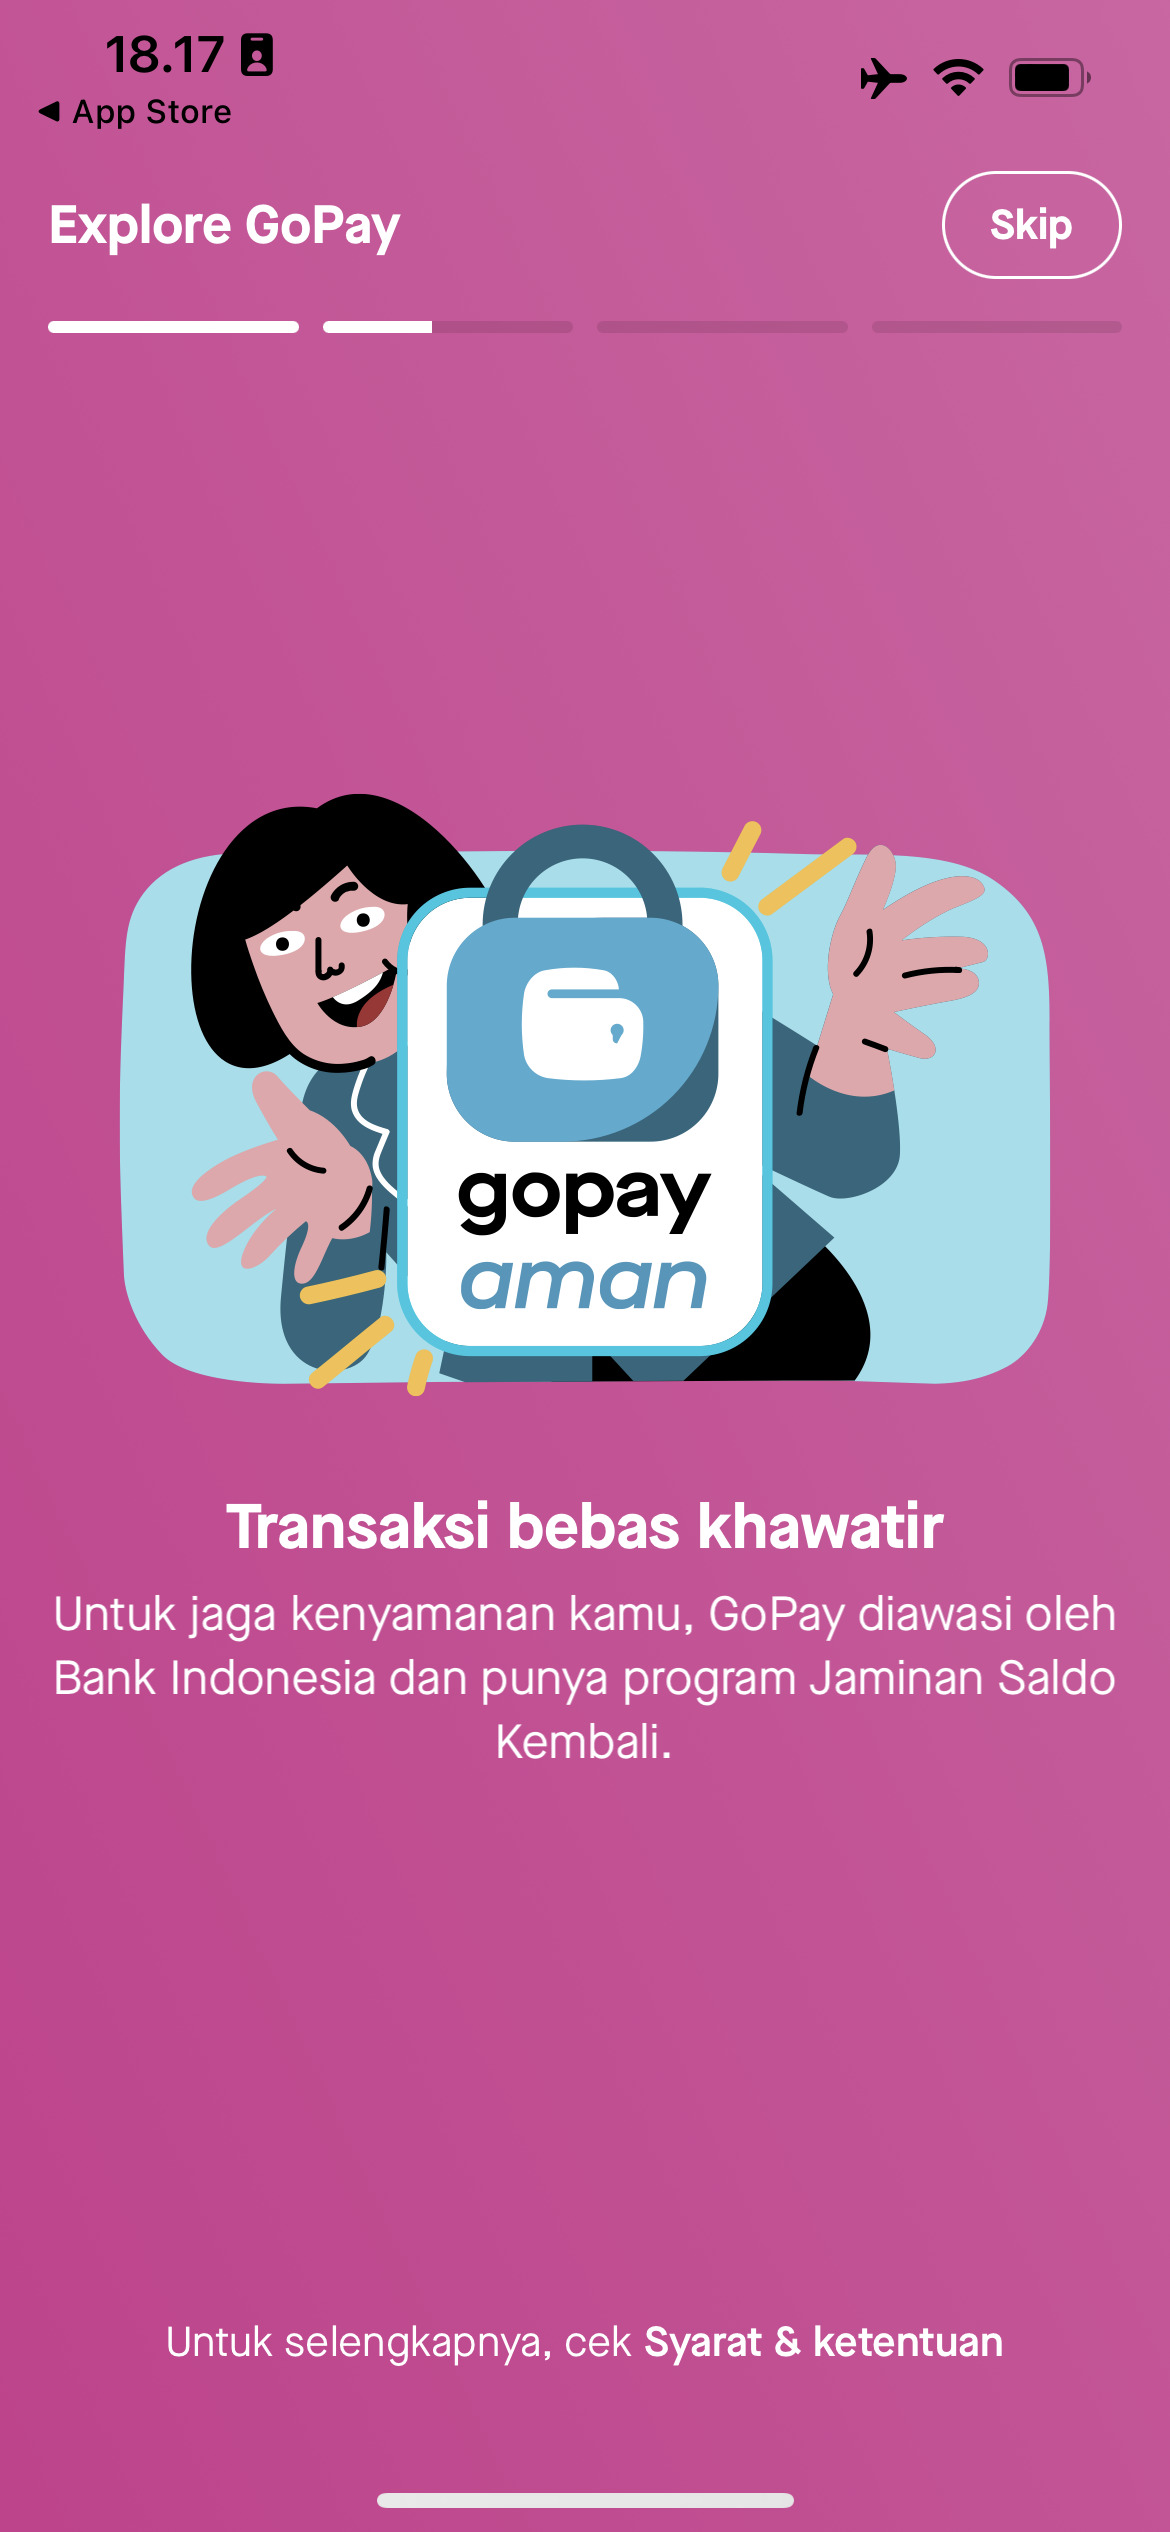 18.17
App Store
Explore GoPay
Skip
gopay
aman
Transaksi bebas khawatir
Untuk jaga kenyamanan kamu, GoPay diawasi oleh
Bank Indonesia dan punya program Jaminan Saldo
Kembali.
Untuk selengkapnya, cek Syarat & ketentuan